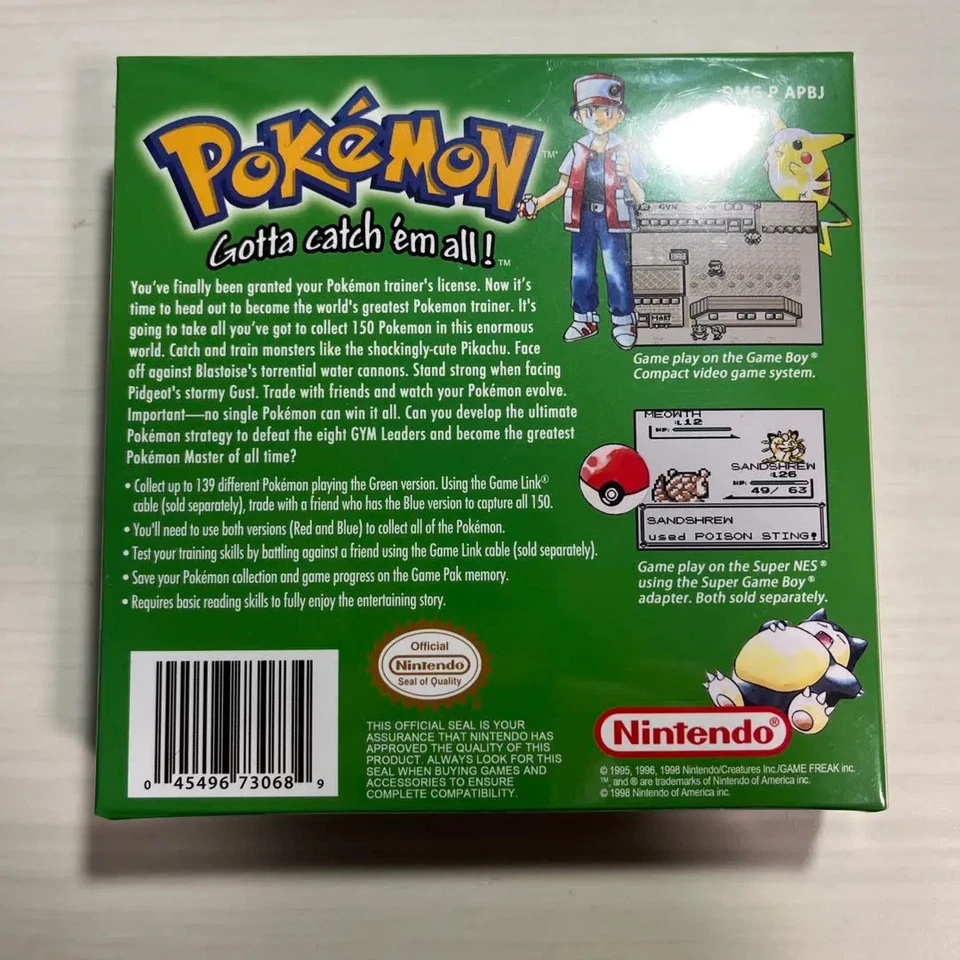 DMG P APBJ
POKéMON™
Gotta catch 'em all!™
You've finally been granted your Pokémon trainer's license. Now it's
time to head out to become the world's greatest Pokemon trainer. It's
going to take all you've got to collect 150 Pokemon in this enormous
world. Catch and train monsters like the shockingly-cute Pikachu. Face
off against Blastoise's torrential water cannons. Stand strong when facing
Pidgeot's stormy Gust. Trade with friends and watch your Pokémon evolve.
Important—no single Pokémon can win it all. Can you develop the ultimate
Pokémon strategy to defeat the eight GYM Leaders and become the greatest
Pokémon Master of all time?
• Collect up to 139 different Pokémon playing the Green version. Using the Game Link®
cable (sold separately), trade with a friend who has the Blue version to capture all 150.
• You'll need to use both versions (Red and Blue) to collect all of the Pokémon.
• Test your training skills by battling against a friend using the Game Link cable (sold separately).
• Save your Pokémon collection and game progress on the Game Pak memory.
• Requires basic reading skills to fully enjoy the entertaining story.
GYM
MART
Game play on the Game Boy®
Compact video game system.
MEOWTH
:L12
HP:
SANDSHREW
:L26
HP:
49/ 63
SANDSHREW
used POISON STING!
Game play on the Super NES®
using the Super Game Boy®
adapter. Both sold separately.
Official
Nintendo
Seal of Quality
THIS OFFICIAL SEAL IS YOUR
ASSURANCE THAT NINTENDO HAS
APPROVED THE QUALITY OF THIS
PRODUCT. ALWAYS LOOK FOR THIS
SEAL WHEN BUYING GAMES AND
ACCESSORIES TO ENSURE
COMPLETE COMPATIBILITY.
0 45496 73068 9
Nintendo®
© 1995, 1996, 1998 Nintendo/Creatures Inc./GAME FREAK inc.
™, and ® are trademarks of Nintendo of America inc.
© 1998 Nintendo of America inc.